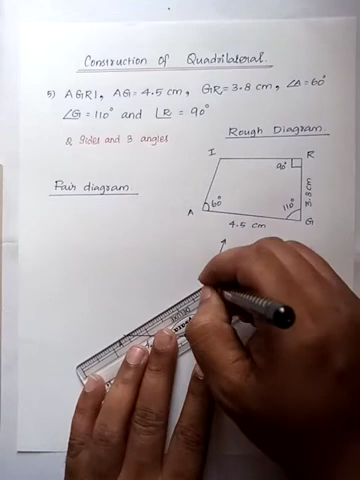 Construction of Quadrilateral.
5) AGRI, AG = 4.5 cm, GR = 3.8 cm, ∠A = 60°
∠G = 110° and ∠R = 90°
2 Sides and 3 angles
Rough Diagram
Fair diagram
I
R
90°
3.8 cm
A
60°
110°
G
4.5 cm